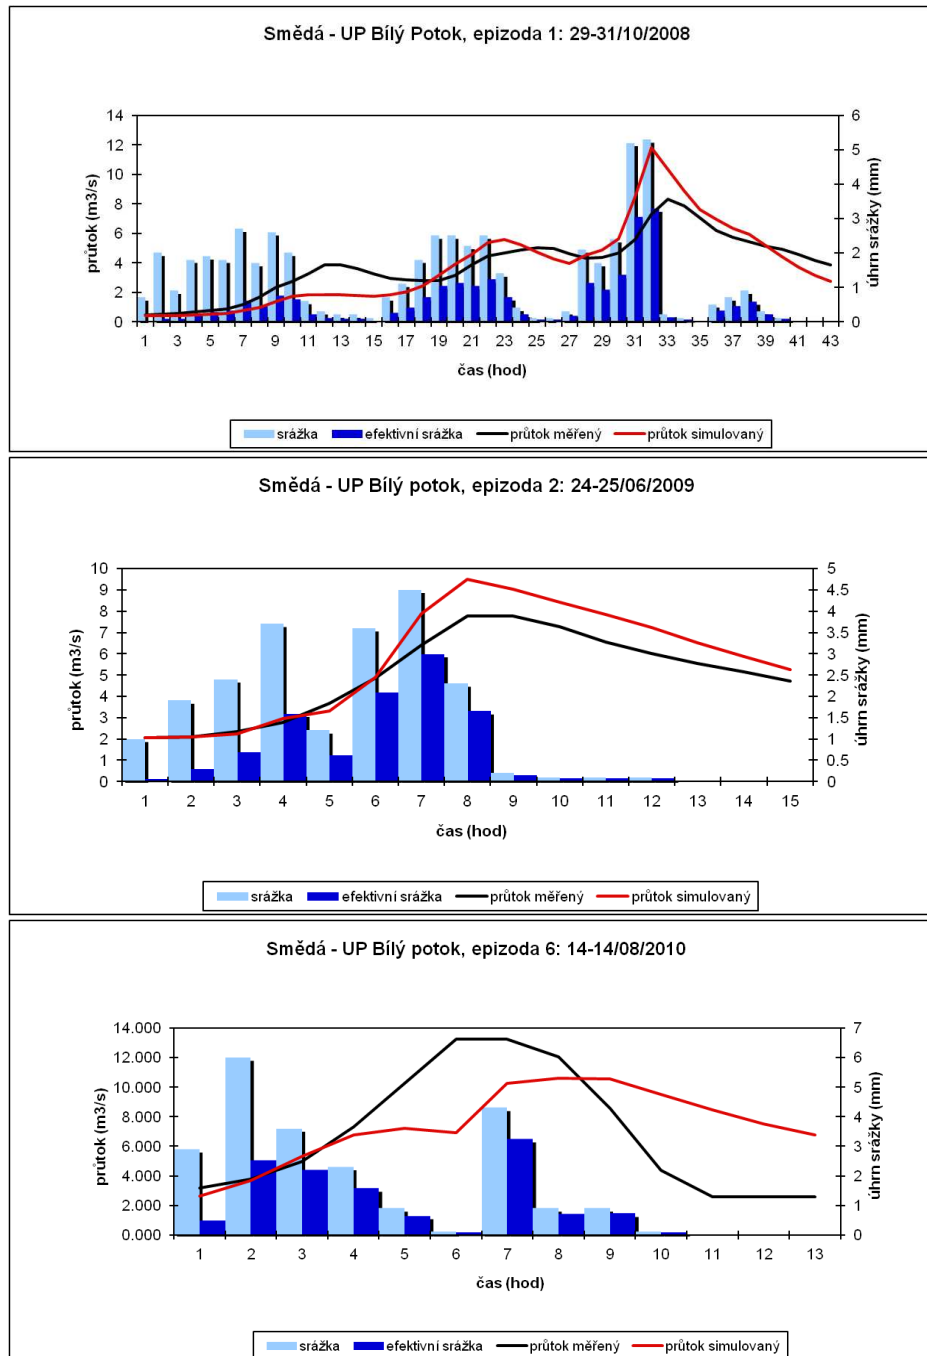 Smědá - UP Bílý Potok, epizoda 1: 29-31/10/2008
průtok (m3/s)
14
12
10
8
6
4
2
0
6
5
4
3
2
1
0
úhrn srážky (mm)
1 3 5 7 9 11 13 15 17 19 21 23 25 27 29 31 33 35 37 39 41 43
čas (hod)
srážka efektivní srážka průtok měřený průtok simulovaný
Smědá - UP Bílý potok, epizoda 2: 24-25/06/2009
průtok (m3/s)
10
9
8
7
6
5
4
3
2
1
0
5
4.5
4
3.5
3
2.5
2
1.5
1
0.5
0
úhrn srážky (mm)
1 2 3 4 5 6 7 8 9 10 11 12 13 14 15
čas (hod)
srážka efektivní srážka průtok měřený průtok simulovaný
Smědá - UP Bílý potok, epizoda 6: 14-14/08/2010
průtok (m3/s)
14.000
12.000
10.000
8.000
6.000
4.000
2.000
0.000
7
6
5
4
3
2
1
0
úhrn srážky (mm)
1 2 3 4 5 6 7 8 9 10 11 12 13
čas (hod)
srážka efektivní srážka průtok měřený průtok simulovaný